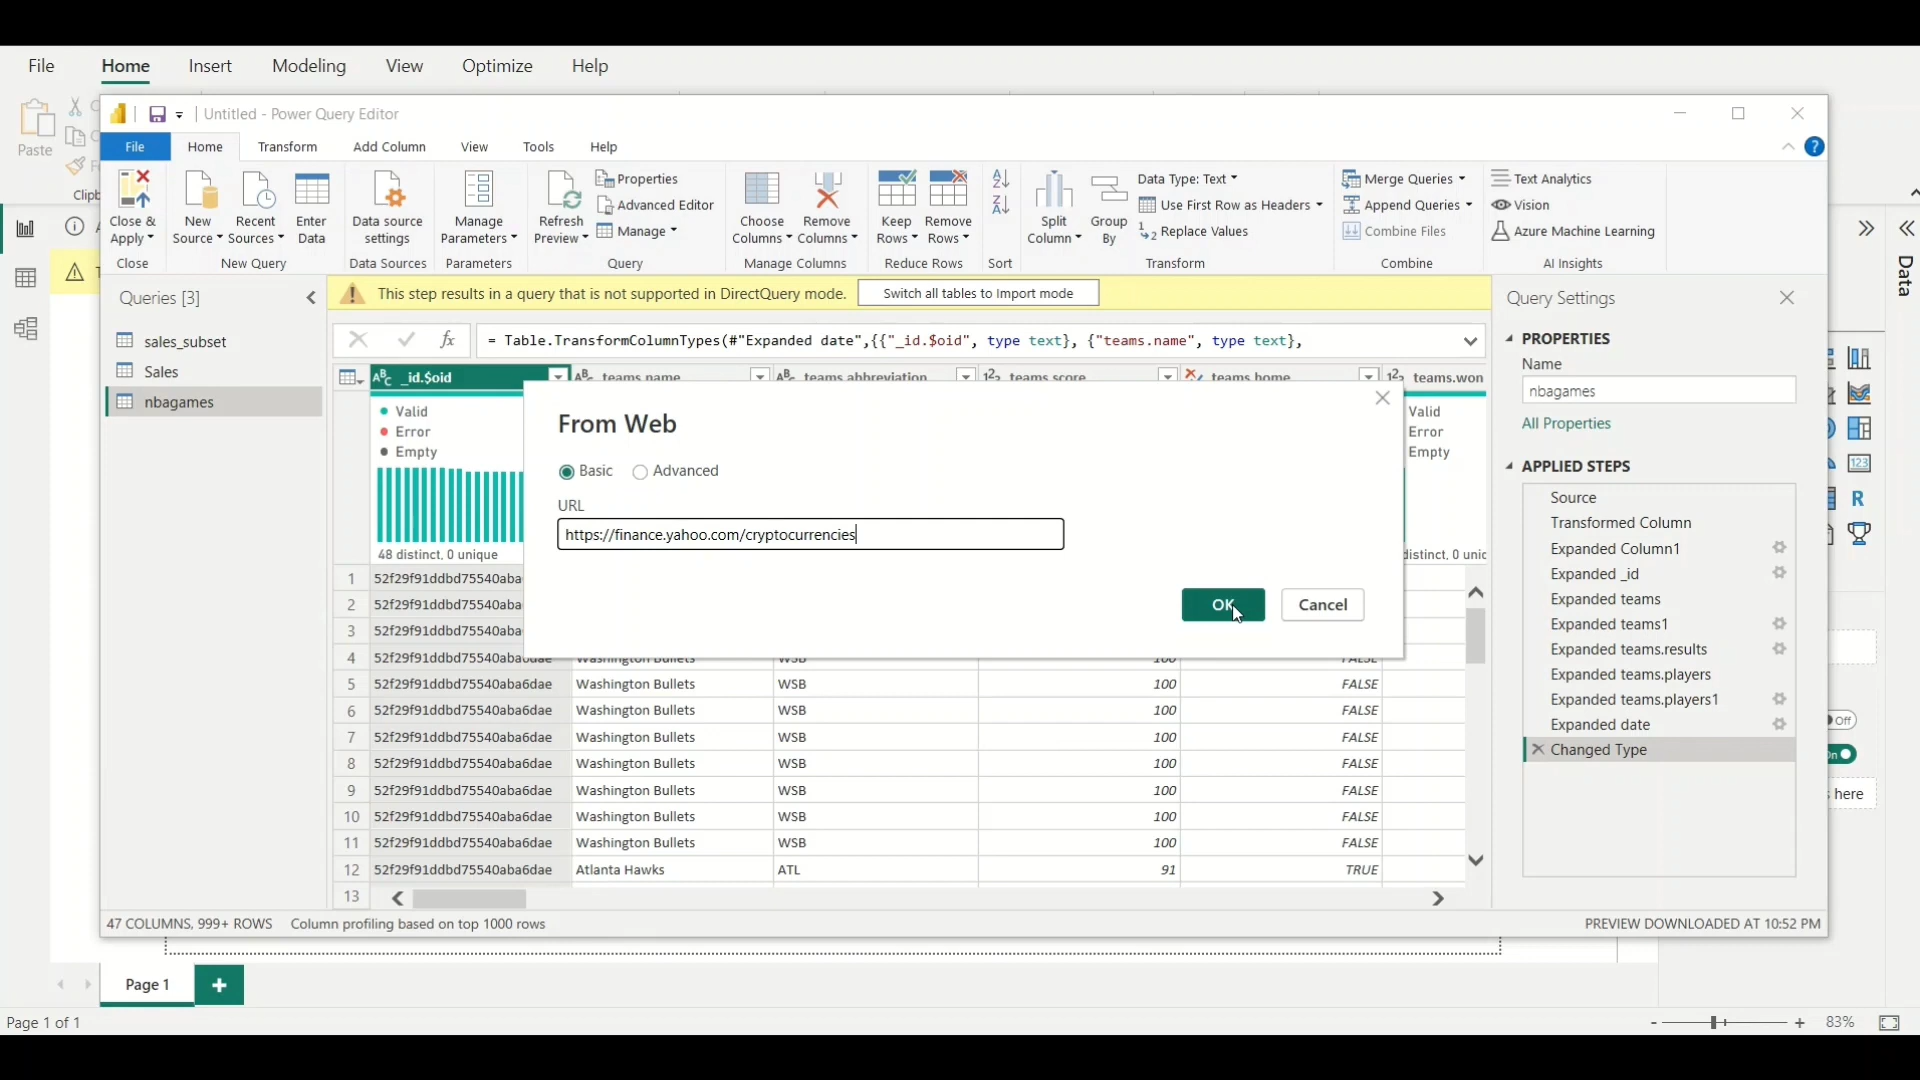 File Home Insert Modeling View Optimize Help
Untitled - Power Query Editor
File Home Transform Add Column View Tools Help
Paste
Close & Apply
New Source
Recent Sources
Enter Data
Data source settings
Manage Parameters
Refresh Preview
Properties
Advanced Editor
Manage
Choose Columns
Remove Columns
Keep Rows
Remove Rows
Split Column
Group By
Data Type: Text
Use First Row as Headers
Replace Values
Merge Queries
Append Queries
Combine Files
Text Analytics
Vision
Azure Machine Learning
Close New Query Data Sources Parameters Query Manage Columns Reduce Rows Sort Transform Combine AI Insights
Queries [3]
sales_subset
Sales
nbagames
This step results in a query that is not supported in DirectQuery mode. Switch all tables to Import mode
fx = Table.TransformColumnTypes(#"Expanded date",{{"_id.$oid", type text}, {"teams.name", type text},
ABC _id.$oid ABC teams.name ABC teams.abbreviation 123 teams.score teams.home 123 teams.won
Valid
Error
Empty
48 distinct, 0 unique
Valid
Error
Empty
From Web
Basic Advanced
URL
https://finance.yahoo.com/cryptocurrencies
OK Cancel
1 52f29f91ddbd75540aba
2 52f29f91ddbd75540aba
3 52f29f91ddbd75540aba
4 52f29f91ddbd75540aba6dae Washington Bullets WSB 100 FALSE
5 52f29f91ddbd75540aba6dae Washington Bullets WSB 100 FALSE
6 52f29f91ddbd75540aba6dae Washington Bullets WSB 100 FALSE
7 52f29f91ddbd75540aba6dae Washington Bullets WSB 100 FALSE
8 52f29f91ddbd75540aba6dae Washington Bullets WSB 100 FALSE
9 52f29f91ddbd75540aba6dae Washington Bullets WSB 100 FALSE
10 52f29f91ddbd75540aba6dae Washington Bullets WSB 100 FALSE
11 52f29f91ddbd75540aba6dae Washington Bullets WSB 100 FALSE
12 52f29f91ddbd75540aba6dae Atlanta Hawks ATL 91 TRUE
13
Query Settings
PROPERTIES
Name
nbagames
All Properties
APPLIED STEPS
Source
Transformed Column
Expanded Column1
Expanded _id
Expanded teams
Expanded teams1
Expanded teams.results
Expanded teams.players
Expanded teams.players1
Expanded date
Changed Type
Data
Off
here
47 COLUMNS, 999+ ROWS Column profiling based on top 1000 rows PREVIEW DOWNLOADED AT 10:52 PM
Page 1 +
Page 1 of 1 - + 83%